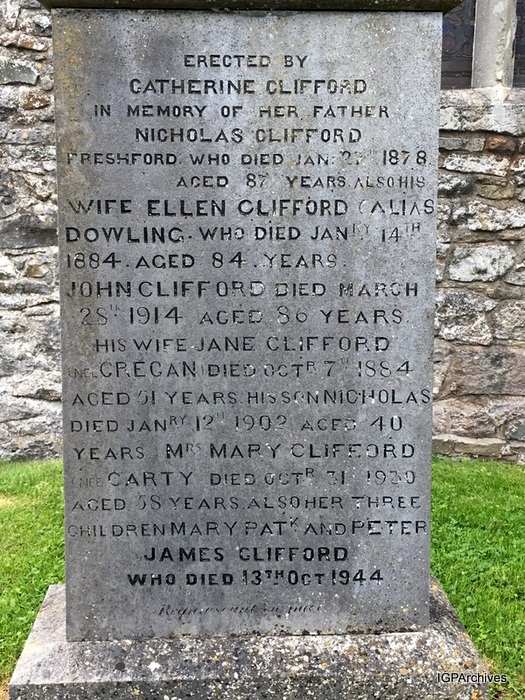 ERECTED BY
CATHERINE CLIFFORD
IN MEMORY OF HER FATHER
NICHOLAS CLIFFORD
FRESHFORD. WHO DIED JAN: 27TH 1878
AGED 87 YEARS. ALSO HIS
WIFE ELLEN CLIFFORD (ALIAS
DOWLING. WHO DIED JANRY 14TH
1884. AGED 84. YEARS.
JOHN CLIFFORD DIED MARCH
28TH 1914 AGED 86 YEARS
HIS WIFE JANE CLIFFORD
(NEE CREGAN) DIED OCTR 7TH 1884
AGED 51 YEARS. HIS SON NICHOLAS
DIED JANRY 12TH 1902 AGED 40
YEARS. MRS MARY CLIFFORD
(NEE CARTY DIED OCTR 31 1930
AGED 58 YEARS. ALSO HER THREE
CHILDREN MARY PATK AND PETER
JAMES CLIFFORD
WHO DIED 13TH OCT 1944
IGPArchives